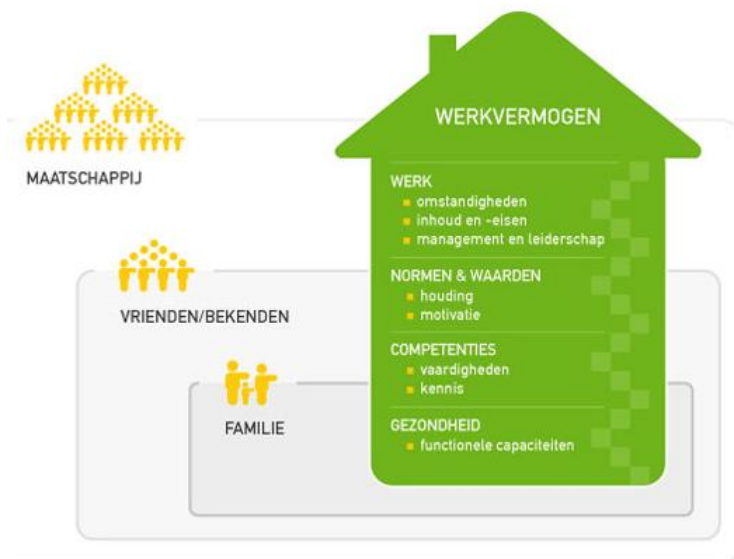 MAATSCHAPPIJ
VRIENDEN/BEKENDEN
FAMILIE
WERKVERMOGEN
WERK
omstandigheden
inhoud en -eisen
management en leiderschap
NORMEN & WAARDEN
houding
motivatie
COMPETENTIES
vaardigheden
kennis
GEZONDHEID
functionele capaciteiten